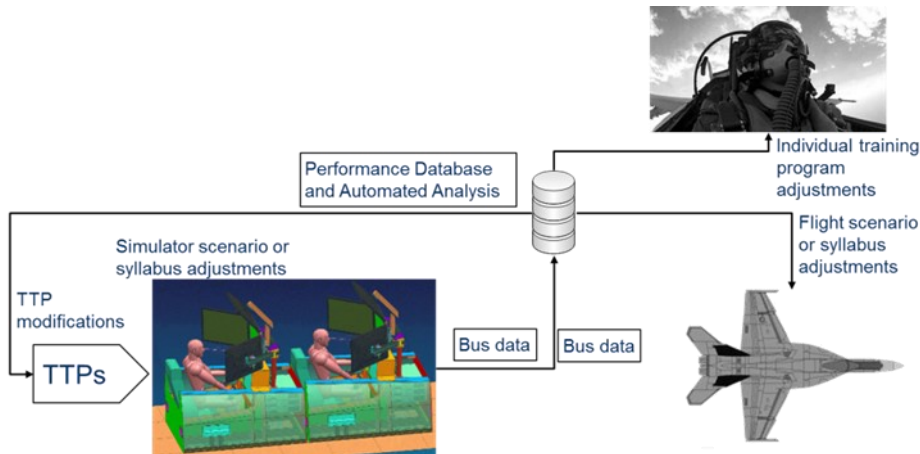 Individual training
program
adjustments
Performance Database
and Automated Analysis
Flight scenario
or syllabus
adjustments
Simulator scenario or
syllabus adjustments
TTP
modifications
TTPs
Bus data
Bus data